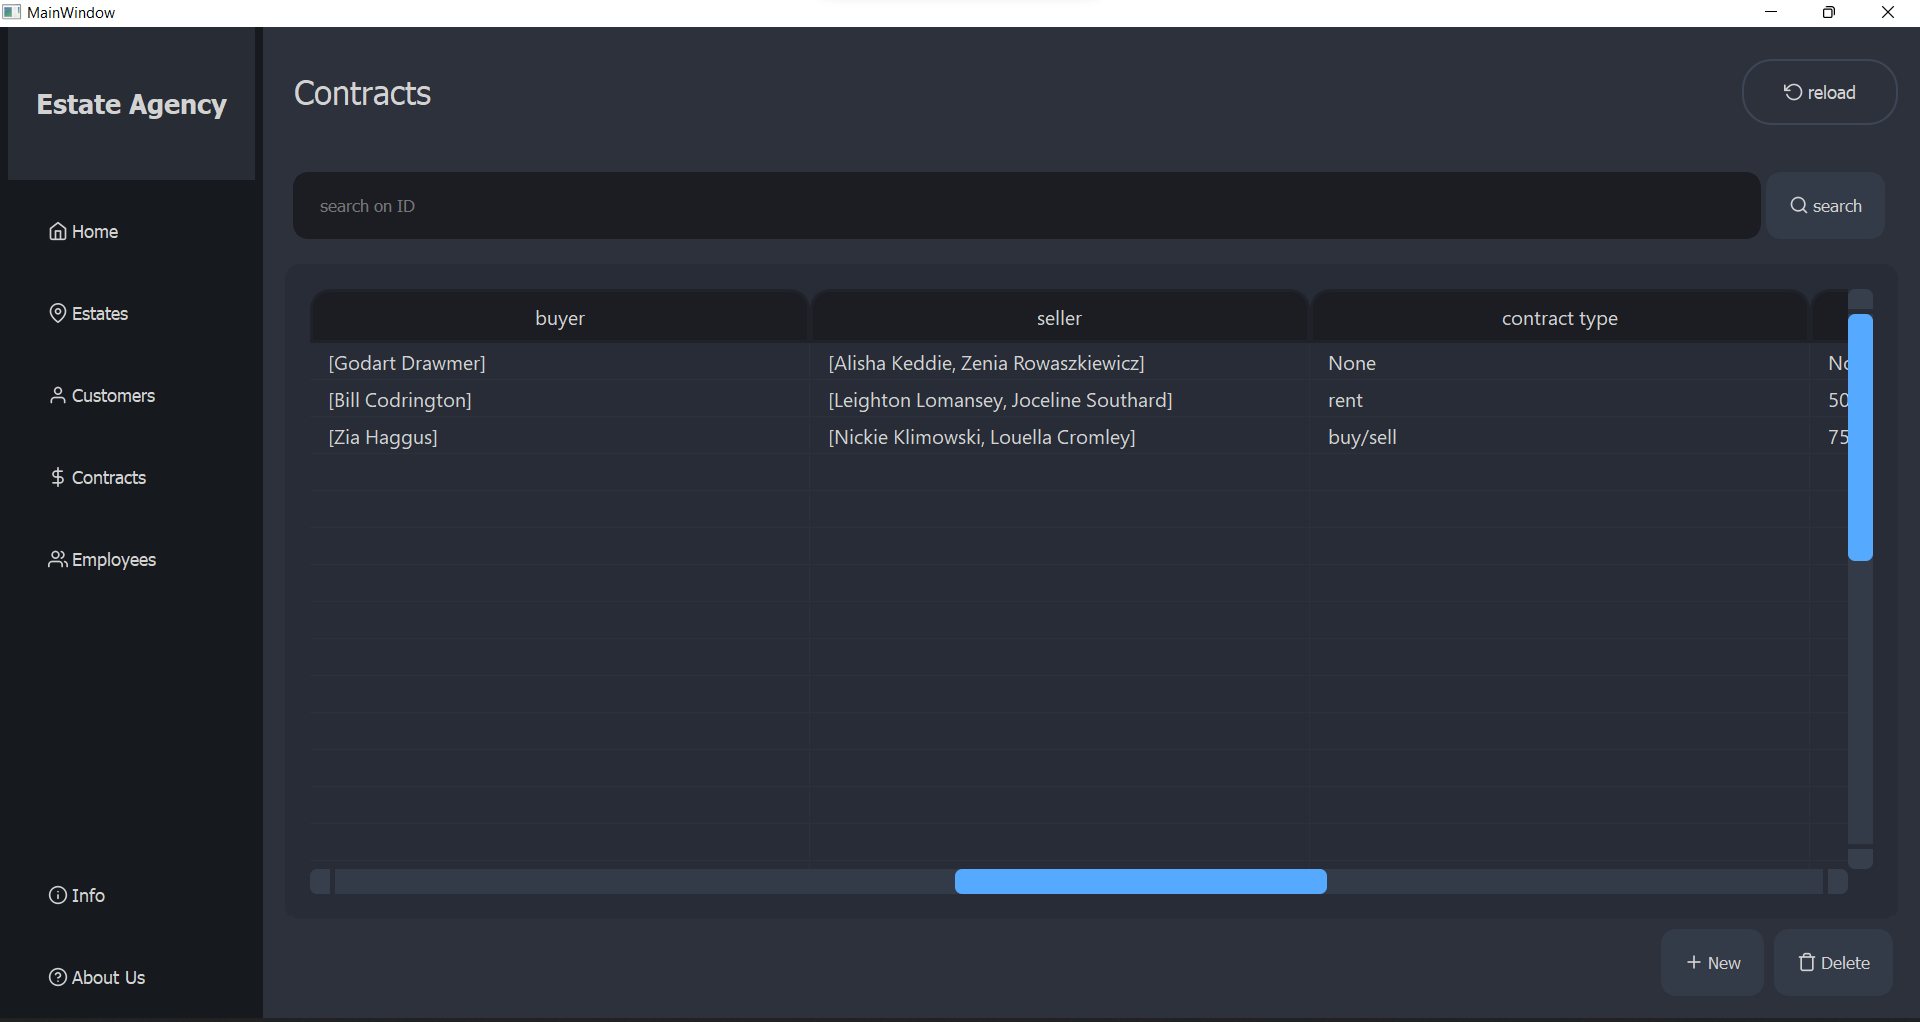 MainWindow
Estate Agency
Home
Estates
Customers
Contracts
Employees
Info
About Us
Contracts
reload
search on ID
search
buyer seller contract type
[Godart Drawmer] [Alisha Keddie, Zenia Rowaszkiewicz] None
[Bill Codrington] [Leighton Lomansey, Joceline Southard] rent 50
[Zia Haggus] [Nickie Klimowski, Louella Cromley] buy/sell 75
New
Delete